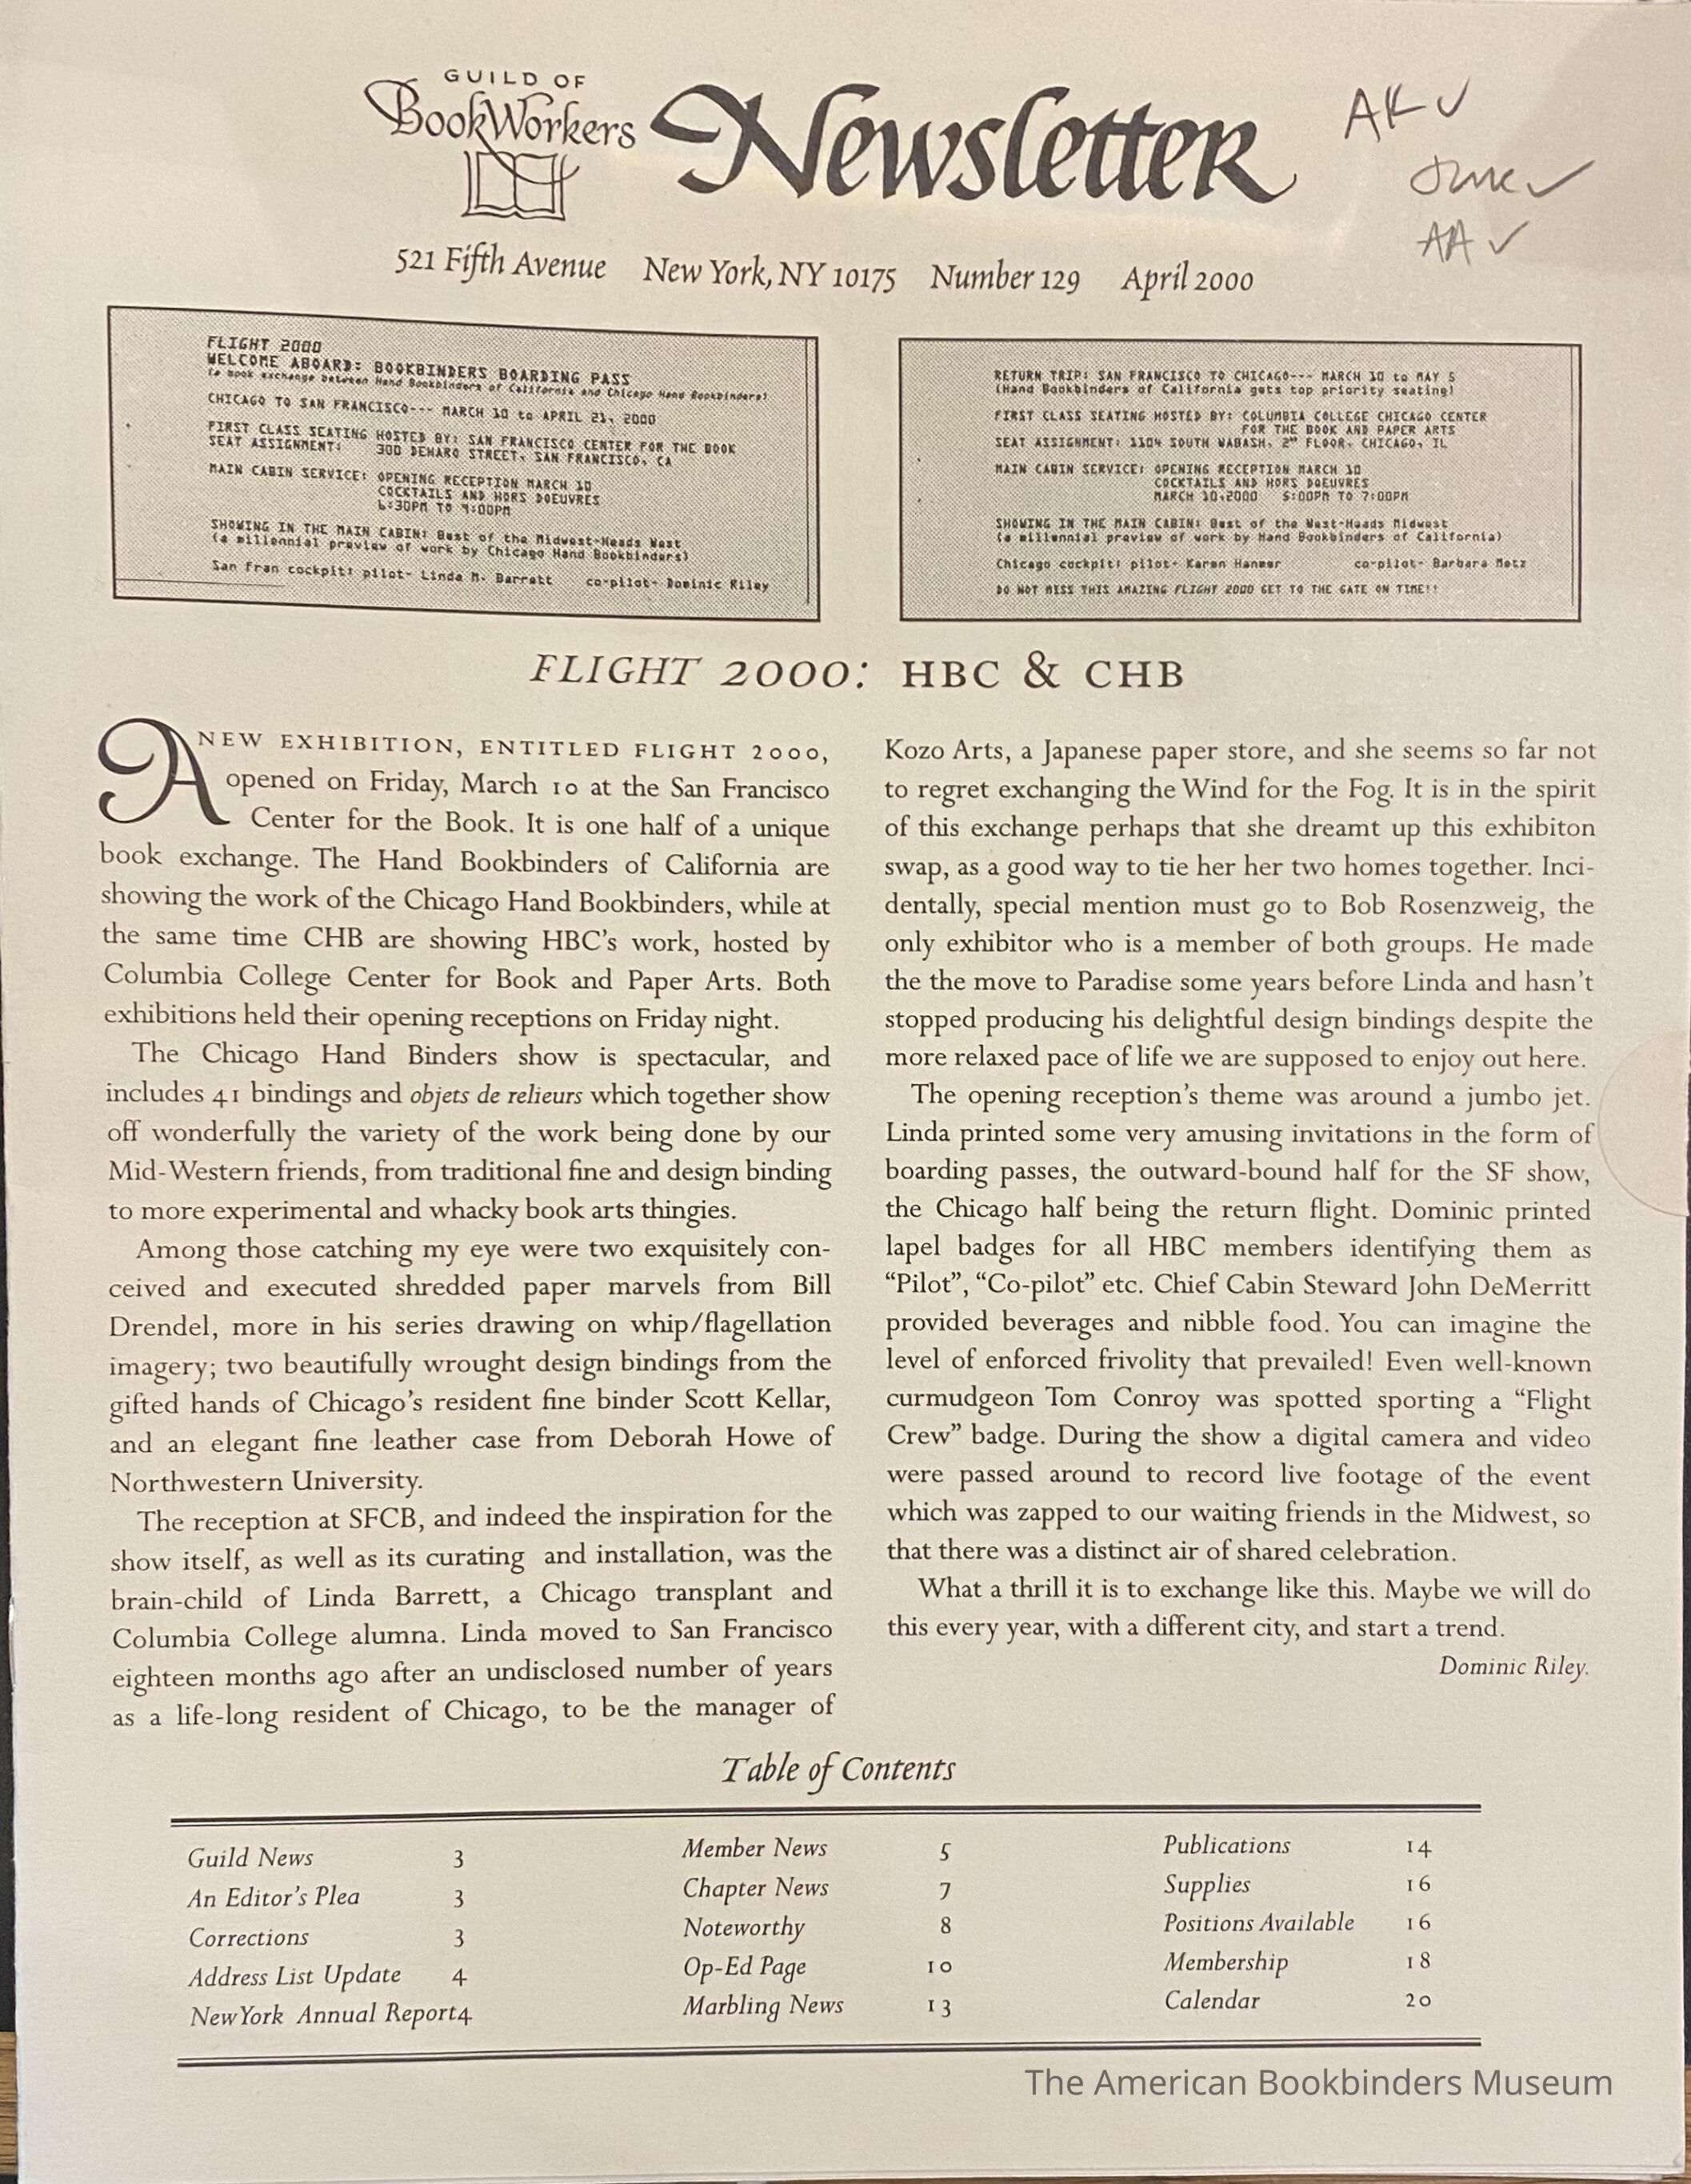 GUILD OF
BookWorkers
Newsletter
AK ✓
June ✓
AA ✓
521 Fifth Avenue New York, NY 10175 Number 129 April 2000
FLIGHT 2000
WELCOME ABOARD: BOOKBINDERS BOARDING PASS
(a book exchange between Hand Bookbinders of California and Chicago Hand Bookbinders)
CHICAGO TO SAN FRANCISCO--- MARCH 10 to APRIL 21, 2000
FIRST CLASS SEATING HOSTED BY: SAN FRANCISCO CENTER FOR THE BOOK
SEAT ASSIGNMENT: 300 DEHARO STREET, SAN FRANCISCO, CA
MAIN CABIN SERVICE: OPENING RECEPTION MARCH 10
COCKTAILS AND HORS DOEUVRES
6:30PM TO 9:00PM
SHOWING IN THE MAIN CABIN: Best of the Midwest-Heads West
(a millennial preview of work by Chicago Hand Bookbinders)
San Fran cockpit: pilot- Linda M. Barrett co-pilot- Dominic Riley
RETURN TRIP: SAN FRANCISCO TO CHICAGO--- MARCH 10 to MAY 5
(Hand Bookbinders of California gets top priority seating)
FIRST CLASS SEATING HOSTED BY: COLUMBIA COLLEGE CHICAGO CENTER
FOR THE BOOK AND PAPER ARTS
SEAT ASSIGNMENT: 1104 SOUTH WABASH, 2ND FLOOR, CHICAGO, IL
MAIN CABIN SERVICE: OPENING RECEPTION MARCH 10
COCKTAILS AND HORS DOEUVRES
MARCH 10,2000 5:00PM TO 7:00PM
SHOWING IN THE MAIN CABIN: Best of the West-Heads Midwest
(a millennial preview of work by Hand Bookbinders of California)
Chicago cockpit: pilot- Karen Hanmer co-pilot- Barbara Metz
DO NOT MISS THIS AMAZING FLIGHT 2000 GET TO THE GATE ON TIME!!
FLIGHT 2000: HBC & CHB
A NEW EXHIBITION, ENTITLED FLIGHT 2000,
opened on Friday, March 10 at the San Francisco
Center for the Book. It is one half of a unique
book exchange. The Hand Bookbinders of California are
showing the work of the Chicago Hand Bookbinders, while at
the same time CHB are showing HBC's work, hosted by
Columbia College Center for Book and Paper Arts. Both
exhibitions held their opening receptions on Friday night.
The Chicago Hand Binders show is spectacular, and
includes 41 bindings and objets de relieurs which together show
off wonderfully the variety of the work being done by our
Mid-Western friends, from traditional fine and design binding
to more experimental and whacky book arts thingies.
Among those catching my eye were two exquisitely con-
ceived and executed shredded paper marvels from Bill
Drendel, more in his series drawing on whip/flagellation
imagery; two beautifully wrought design bindings from the
gifted hands of Chicago's resident fine binder Scott Kellar,
and an elegant fine leather case from Deborah Howe of
Northwestern University.
The reception at SFCB, and indeed the inspiration for the
show itself, as well as its curating and installation, was the
brain-child of Linda Barrett, a Chicago transplant and
Columbia College alumna. Linda moved to San Francisco
eighteen months ago after an undisclosed number of years
as a life-long resident of Chicago, to be the manager of
Kozo Arts, a Japanese paper store, and she seems so far not
to regret exchanging the Wind for the Fog. It is in the spirit
of this exchange perhaps that she dreamt up this exhibiton
swap, as a good way to tie her her two homes together. Inci-
dentally, special mention must go to Bob Rosenzweig, the
only exhibitor who is a member of both groups. He made
the the move to Paradise some years before Linda and hasn't
stopped producing his delightful design bindings despite the
more relaxed pace of life we are supposed to enjoy out here.
The opening reception's theme was around a jumbo jet.
Linda printed some very amusing invitations in the form of
boarding passes, the outward-bound half for the SF show,
the Chicago half being the return flight. Dominic printed
lapel badges for all HBC members identifying them as
"Pilot", "Co-pilot" etc. Chief Cabin Steward John DeMerritt
provided beverages and nibble food. You can imagine the
level of enforced frivolity that prevailed! Even well-known
curmudgeon Tom Conroy was spotted sporting a "Flight
Crew" badge. During the show a digital camera and video
were passed around to record live footage of the event
which was zapped to our waiting friends in the Midwest, so
that there was a distinct air of shared celebration.
What a thrill it is to exchange like this. Maybe we will do
this every year, with a different city, and start a trend.
Dominic Riley.
Table of Contents
Guild News 3
An Editor's Plea 3
Corrections 3
Address List Update 4
New York Annual Report4
Member News 5
Chapter News 7
Noteworthy 8
Op-Ed Page 10
Marbling News 13
Publications 14
Supplies 16
Positions Available 16
Membership 18
Calendar 20
The American Bookbinders Museum